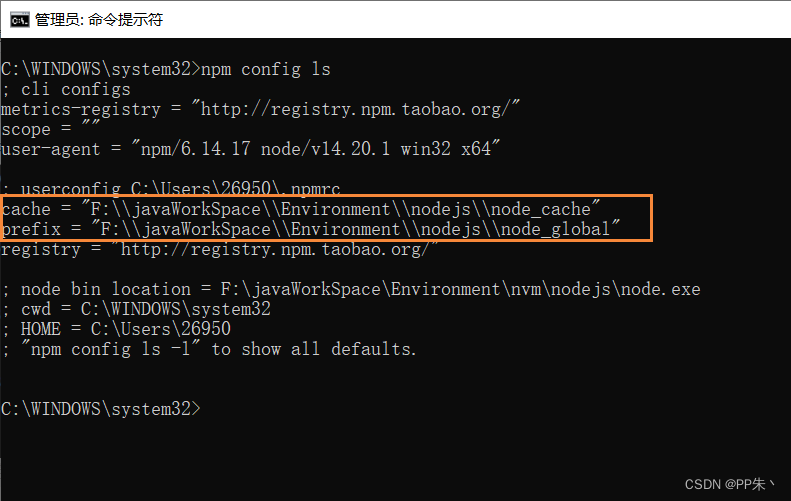 管理员: 命令提示符
C:\WINDOWS\system32>npm config ls
; cli configs
metrics-registry = "http://registry.npm.taobao.org/"
scope = ""
user-agent = "npm/6.14.17 node/v14.20.1 win32 x64"
; userconfig C:\Users\26950\.npmrc
cache = "F:\\javaWorkSpace\\Environment\\nodejs\\node_cache"
prefix = "F:\\javaWorkSpace\\Environment\\nodejs\\node_global"
registry = "http://registry.npm.taobao.org/"
; node bin location = F:\javaWorkSpace\Environment\nvm\nodejs\node.exe
; cwd = C:\WINDOWS\system32
; HOME = C:\Users\26950
; "npm config ls -l" to show all defaults.
C:\WINDOWS\system32>
CSDN @PP朱丶